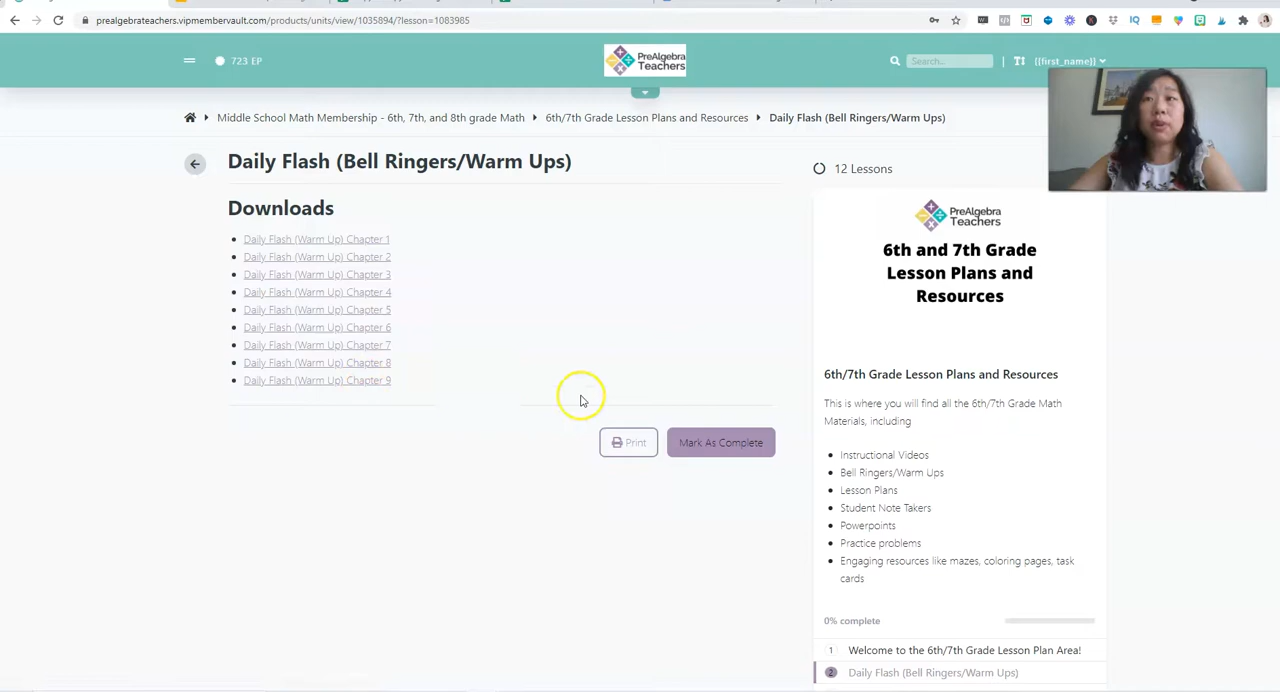 prealgebrateachers.vipmembervault.com/products/units/view/1035894/?lesson=1083985
723 EP
PreAlgebra
Teachers
Search...
{{first_name}}
Middle School Math Membership - 6th, 7th, and 8th grade Math
6th/7th Grade Lesson Plans and Resources
Daily Flash (Bell Ringers/Warm Ups)
Daily Flash (Bell Ringers/Warm Ups)
Downloads
Daily Flash (Warm Up) Chapter 1
Daily Flash (Warm Up) Chapter 2
Daily Flash (Warm Up) Chapter 3
Daily Flash (Warm Up) Chapter 4
Daily Flash (Warm Up) Chapter 5
Daily Flash (Warm Up) Chapter 6
Daily Flash (Warm Up) Chapter 7
Daily Flash (Warm Up) Chapter 8
Daily Flash (Warm Up) Chapter 9
Print
Mark As Complete
12 Lessons
PreAlgebra
Teachers
6th and 7th Grade
Lesson Plans and
Resources
6th/7th Grade Lesson Plans and Resources
This is where you will find all the 6th/7th Grade Math
Materials, including
Instructional Videos
Bell Ringers/Warm Ups
Lesson Plans
Student Note Takers
Powerpoints
Practice problems
Engaging resources like mazes, coloring pages, task
cards
0% complete
1 Welcome to the 6th/7th Grade Lesson Plan Area!
2 Daily Flash (Bell Ringers/Warm Ups)